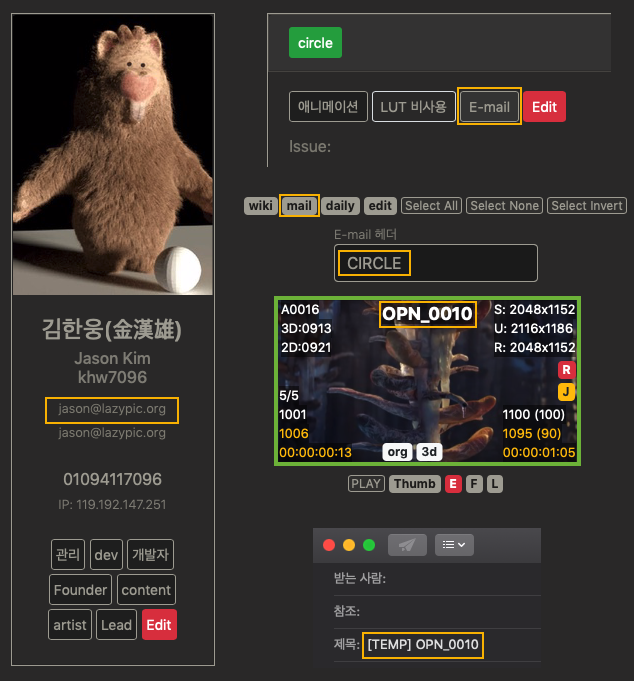 김한웅(金漢雄)
Jason Kim
khw7096
jason@lazypic.org
jason@lazypic.org
01094117096
IP: 119.192.147.251
관리 dev 개발자
Founder content
artist Lead Edit
circle
애니메이션 LUT 비사용 E-mail Edit
Issue:
wiki mail daily edit Select All Select None Select Invert
E-mail 헤더
CIRCLE
A0016 OPN_0010 S: 2048x1152
3D:0913 U: 2116x1186
2D:0921 R: 2048x1152
R
J
5/5
1001 1100 (100)
1006 1095 (90)
00:00:00:13 org 3d 00:00:01:05
PLAY Thumb E F L
받는 사람:
참조:
제목: [TEMP] OPN_0010